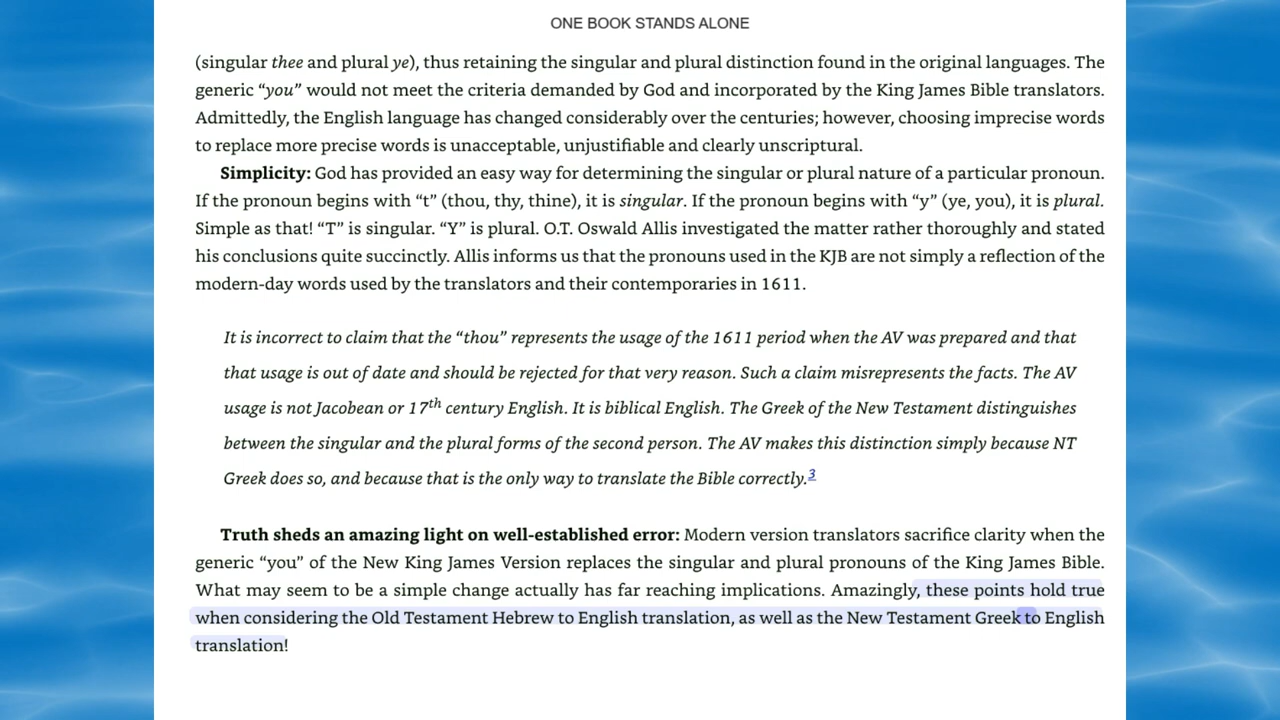 ONE BOOK STANDS ALONE
(singular thee and plural ye), thus retaining the singular and plural distinction found in the original languages. The
generic “you” would not meet the criteria demanded by God and incorporated by the King James Bible translators.
Admittedly, the English language has changed considerably over the centuries; however, choosing imprecise words
to replace more precise words is unacceptable, unjustifiable and clearly unscriptural.
Simplicity: God has provided an easy way for determining the singular or plural nature of a particular pronoun.
If the pronoun begins with “t” (thou, thy, thine), it is singular. If the pronoun begins with “y” (ye, you), it is plural.
Simple as that! “T” is singular. “Y” is plural. O.T. Oswald Allis investigated the matter rather thoroughly and stated
his conclusions quite succinctly. Allis informs us that the pronouns used in the KJB are not simply a reflection of the
modern-day words used by the translators and their contemporaries in 1611.
It is incorrect to claim that the “thou” represents the usage of the 1611 period when the AV was prepared and that
that usage is out of date and should be rejected for that very reason. Such a claim misrepresents the facts. The AV
usage is not Jacobean or 17th century English. It is biblical English. The Greek of the New Testament distinguishes
between the singular and the plural forms of the second person. The AV makes this distinction simply because NT
Greek does so, and because that is the only way to translate the Bible correctly.3
Truth sheds an amazing light on well-established error: Modern version translators sacrifice clarity when the
generic “you” of the New King James Version replaces the singular and plural pronouns of the King James Bible.
What may seem to be a simple change actually has far reaching implications. Amazingly, these points hold true
when considering the Old Testament Hebrew to English translation, as well as the New Testament Greek to English
translation!